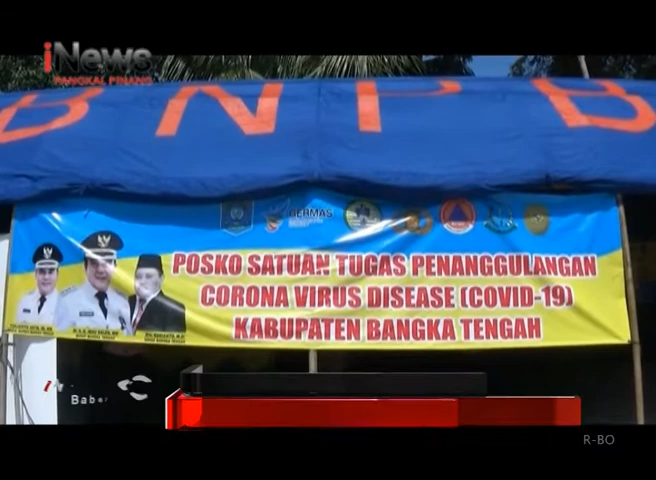 iNews
PANGKAL PINANG
BNPB
GERMAS
POSKO SATUAN TUGAS PENANGGULANGAN
CORONA VIRUS DISEASE (COVID-19)
KABUPATEN BANGKA TENGAH
R-BO